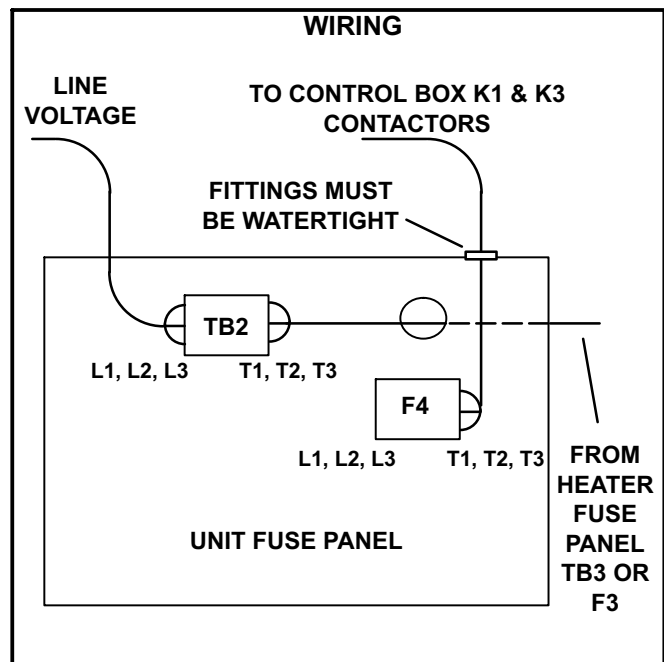 WIRING
LINE
VOLTAGE
TO CONTROL BOX K1 & K3
CONTACTORS
FITTINGS MUST
BE WATERTIGHT
TB2
L1, L2, L3
T1, T2, T3
F4
L1, L2, L3
T1, T2, T3
FROM
HEATER
FUSE
PANEL
TB3 OR
F3
UNIT FUSE PANEL